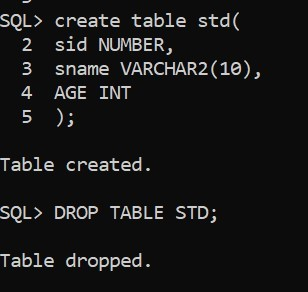 SQL> create table std(
  2  sid NUMBER,
  3  sname VARCHAR2(10),
  4  AGE INT
  5  );
Table created.
SQL> DROP TABLE STD;
Table dropped.